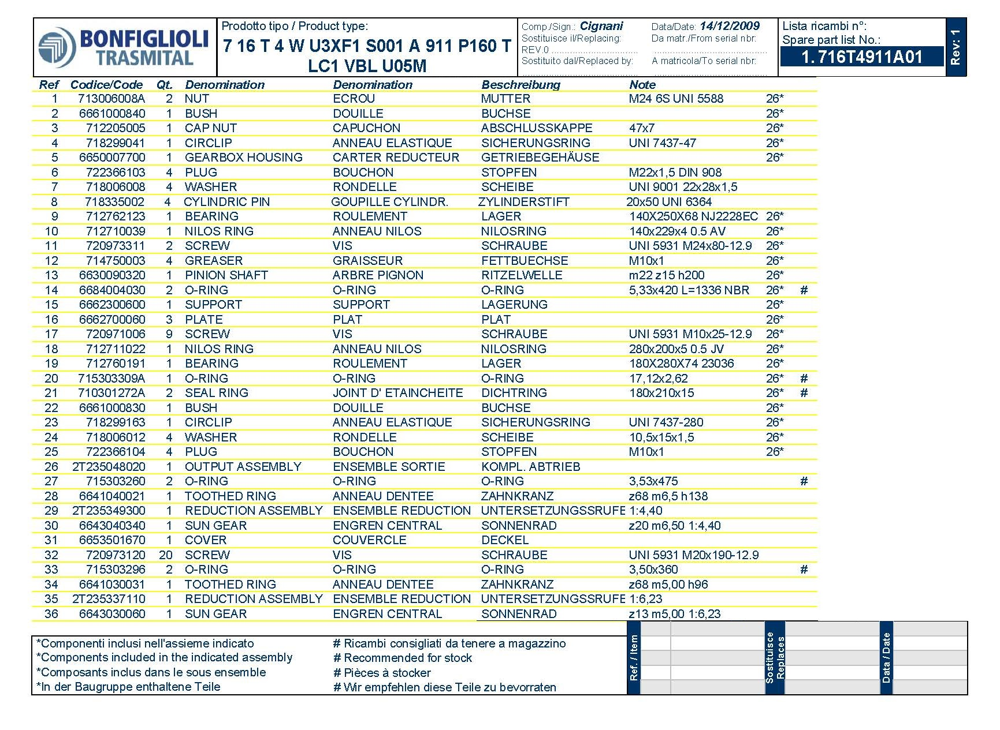 BONFIGLIOLI
TRASMITAL
Prodotto tipo / Product type:
7 16 T 4 W U3XF1 S001 A 911 P160 T
LC1 VBL U05M
Comp./Sign.: Cignani
Data/Date: 14/12/2009
Sostituisce il/Replacing:
Da matr./From serial nbr:
REV.0 ................................
Sostituito dal/Replaced by:
A matricola/To serial nbr:
Lista ricambi n°:
Spare part list No.:
1. 716T4911A01
Rev: 1
Ref Codice/Code Qt. Denomination Denomination Beschreibung Note
1 713006008A 2 NUT ECROU MUTTER M24 6S UNI 5588 26*
2 6661000840 1 BUSH DOUILLE BUCHSE 26*
3 712205005 1 CAP NUT CAPUCHON ABSCHLUSSKAPPE 47x7 26*
4 718299041 1 CIRCLIP ANNEAU ELASTIQUE SICHERUNGSRING UNI 7437-47 26*
5 6650007700 1 GEARBOX HOUSING CARTER REDUCTEUR GETRIEBEGEHÄUSE 26*
6 722366103 4 PLUG BOUCHON STOPFEN M22x1,5 DIN 908
7 718006008 4 WASHER RONDELLE SCHEIBE UNI 9001 22x28x1,5
8 718335002 4 CYLINDRIC PIN GOUPILLE CYLINDR. ZYLINDERSTIFT 20x50 UNI 6364
9 712762123 1 BEARING ROULEMENT LAGER 140X250X68 NJ2228EC 26*
10 712710039 1 NILOS RING ANNEAU NILOS NILOSRING 140x229x4 0.5 AV 26*
11 720973311 2 SCREW VIS SCHRAUBE UNI 5931 M24x80-12.9 26*
12 714750003 4 GREASER GRAISSEUR FETTBUECHSE M10x1 26*
13 6630090320 1 PINION SHAFT ARBRE PIGNON RITZELWELLE m22 z15 h200 26*
14 6684004030 2 O-RING O-RING O-RING 5,33x420 L=1336 NBR 26* #
15 6662300600 1 SUPPORT SUPPORT LAGERUNG 26*
16 6662700060 3 PLATE PLAT PLAT 26*
17 720971006 9 SCREW VIS SCHRAUBE UNI 5931 M10x25-12.9 26*
18 712711022 1 NILOS RING ANNEAU NILOS NILOSRING 280x200x5 0.5 JV 26*
19 712760191 1 BEARING ROULEMENT LAGER 180X280X74 23036 26*
20 715303309A 1 O-RING O-RING O-RING 17,12x2,62 26* #
21 710301272A 2 SEAL RING JOINT D' ETAINCHEITE DICHTRING 180x210x15 26* #
22 6661000830 1 BUSH DOUILLE BUCHSE 26*
23 718299163 1 CIRCLIP ANNEAU ELASTIQUE SICHERUNGSRING UNI 7437-280 26*
24 718006012 4 WASHER RONDELLE SCHEIBE 10,5x15x1,5 26*
25 722366104 4 PLUG BOUCHON STOPFEN M10x1 26*
26 2T235048020 1 OUTPUT ASSEMBLY ENSEMBLE SORTIE KOMPL. ABTRIEB
27 715303260 2 O-RING O-RING O-RING 3,53x475 #
28 6641040021 1 TOOTHED RING ANNEAU DENTEE ZAHNKRANZ z68 m6,5 h138
29 2T235349300 1 REDUCTION ASSEMBLY ENSEMBLE REDUCTION UNTERSETZUNGSSRUFE 1:4,40
30 6643040340 1 SUN GEAR ENGREN CENTRAL SONNENRAD z20 m6,50 1:4,40
31 6653501670 1 COVER COUVERCLE DECKEL
32 720973120 20 SCREW VIS SCHRAUBE UNI 5931 M20x190-12.9
33 715303296 2 O-RING O-RING O-RING 3,50x360 #
34 6641030031 1 TOOTHED RING ANNEAU DENTEE ZAHNKRANZ z68 m5,00 h96
35 2T235337110 1 REDUCTION ASSEMBLY ENSEMBLE REDUCTION UNTERSETZUNGSSRUFE 1:6,23
36 6643030060 1 SUN GEAR ENGREN CENTRAL SONNENRAD z13 m5,00 1:6,23
*Componenti inclusi nell'assieme indicato
*Components included in the indicated assembly
*Composants inclus dans le sous ensemble
*In der Baugruppe enthaltene Teile
# Ricambi consigliati da tenere a magazzino
# Recommended for stock
# Pièces à stocker
# Wir empfehlen diese Teile zu bevorraten
Ref. / Item
Sostituisce
Replaces
Data / Date